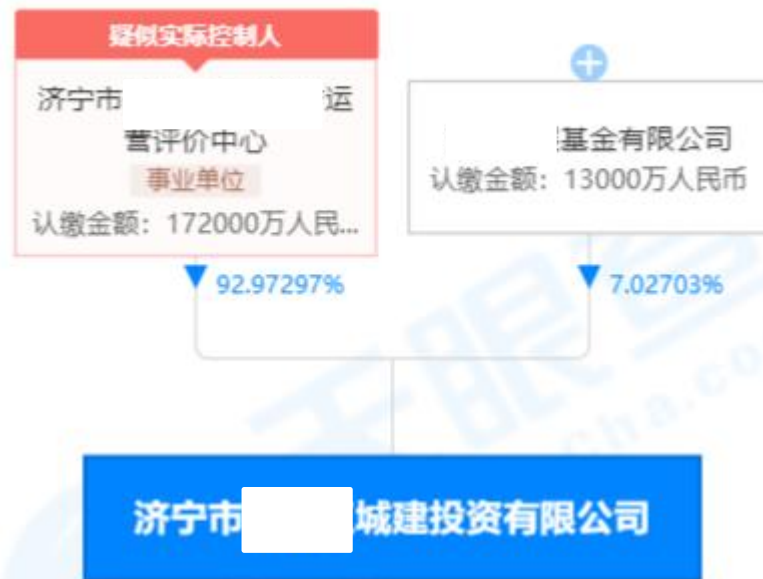 疑似实际控制人
济宁市 运
营评价中心
事业单位
认缴金额：172000万人民...
基金有限公司
认缴金额：13000万人民币
92.97297%
7.02703%
天眼查
济宁市 城建投资有限公司